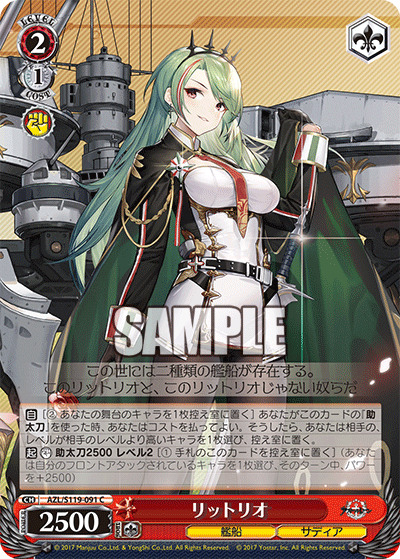 LEVEL
2
1
COST
SAMPLE
この世には二種類の艦船が存在する。
このリットリオと、このリットリオじゃない奴らだ
自 [② あなたの舞台のキャラを1枚控え室に置く] あなたがこのカードの『助
太刀』を使った時、あなたはコストを払ってよい。そうしたら、あなたは相手の、
レベルが相手のレベルより高いキャラを1枚選び、控え室に置く。
起 助太刀2500 レベル2 [① 手札のこのカードを控え室に置く] (あなた
は自分のフロントアタックされているキャラを1枚選び、そのターン中、パワー
を+2500)
CH AZL/S119-091 C
2500
リットリオ
艦船
サディア
© 2017 Manjuu Co.,Ltd. & YongShi Co.,Ltd. All Rights Reserved.
© 2017 Yostar, Inc. All Rights Reserved.